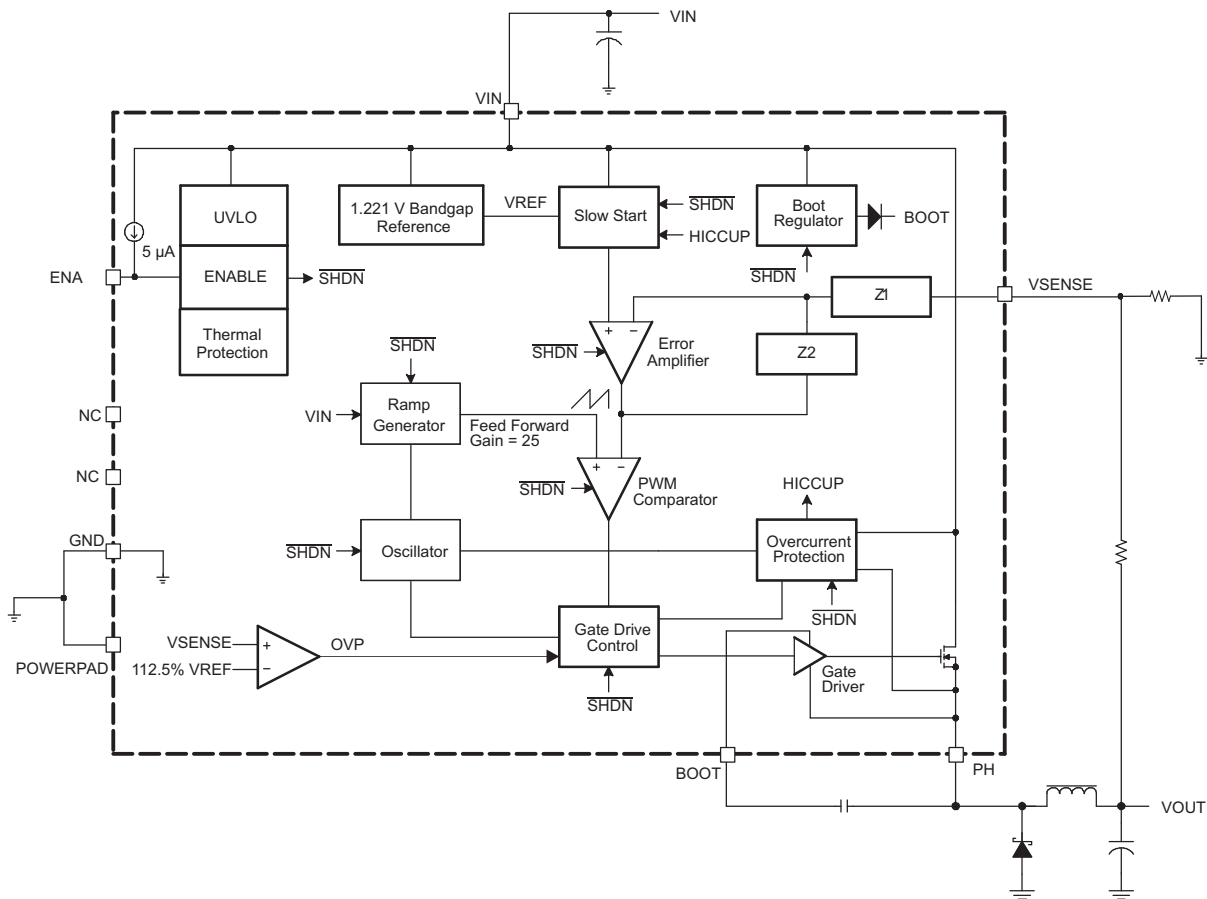 VIN
VIN
UVLO
1.221 V Bandgap
Reference
VREF
Slow Start
SHDN
HICCUP
Boot
Regulator
BOOT
5 µA
ENA
ENABLE
SHDN
SHDN
VSENSE
Z1
Thermal
Protection
SHDN
SHDN
+
−
Error
Amplifier
Z2
NC
VIN
Ramp
Generator
Feed Forward
Gain = 25
+
−
NC
SHDN
PWM
Comparator
HICCUP
GND
SHDN
Oscillator
Overcurrent
Protection
SHDN
POWERPAD
VSENSE
+
112.5% VREF
−
OVP
Gate Drive
Control
Gate
Driver
SHDN
BOOT
PH
VOUT